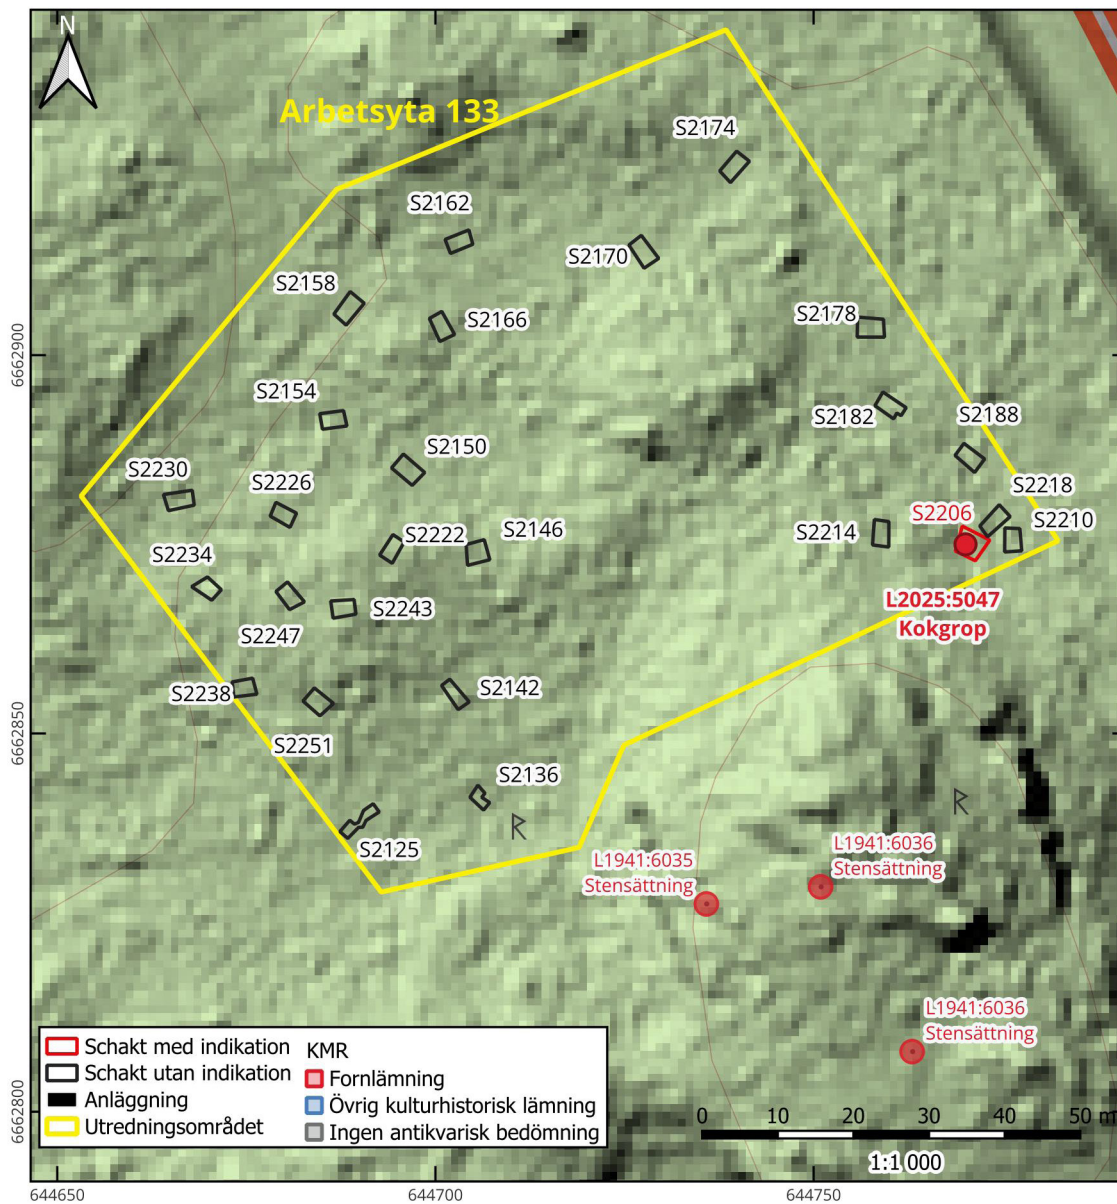 N
Arbetsyta 133
S2174
S2162
S2170
S2158
S2166
S2178
6662900
S2154
S2182
S2188
S2150
S2230
S2226
S2218
S2206
S2210
S2222
S2146
S2214
S2234
S2243
L2025:5047
Kokgrop
S2247
S2238
S2142
6662850
S2251
S2136
R
R
S2125
L1941:6035
Stensättning
L1941:6036
Stensättning
L1941:6036
Stensättning
Schakt med indikation
Schakt utan indikation
Anläggning
Utredningsområdet
KMR
Fornlämning
Övrig kulturhistorisk lämning
Ingen antikvarisk bedömning
0 10 20 30 40 50 m
1:1 000
6662800
644650
644700
644750